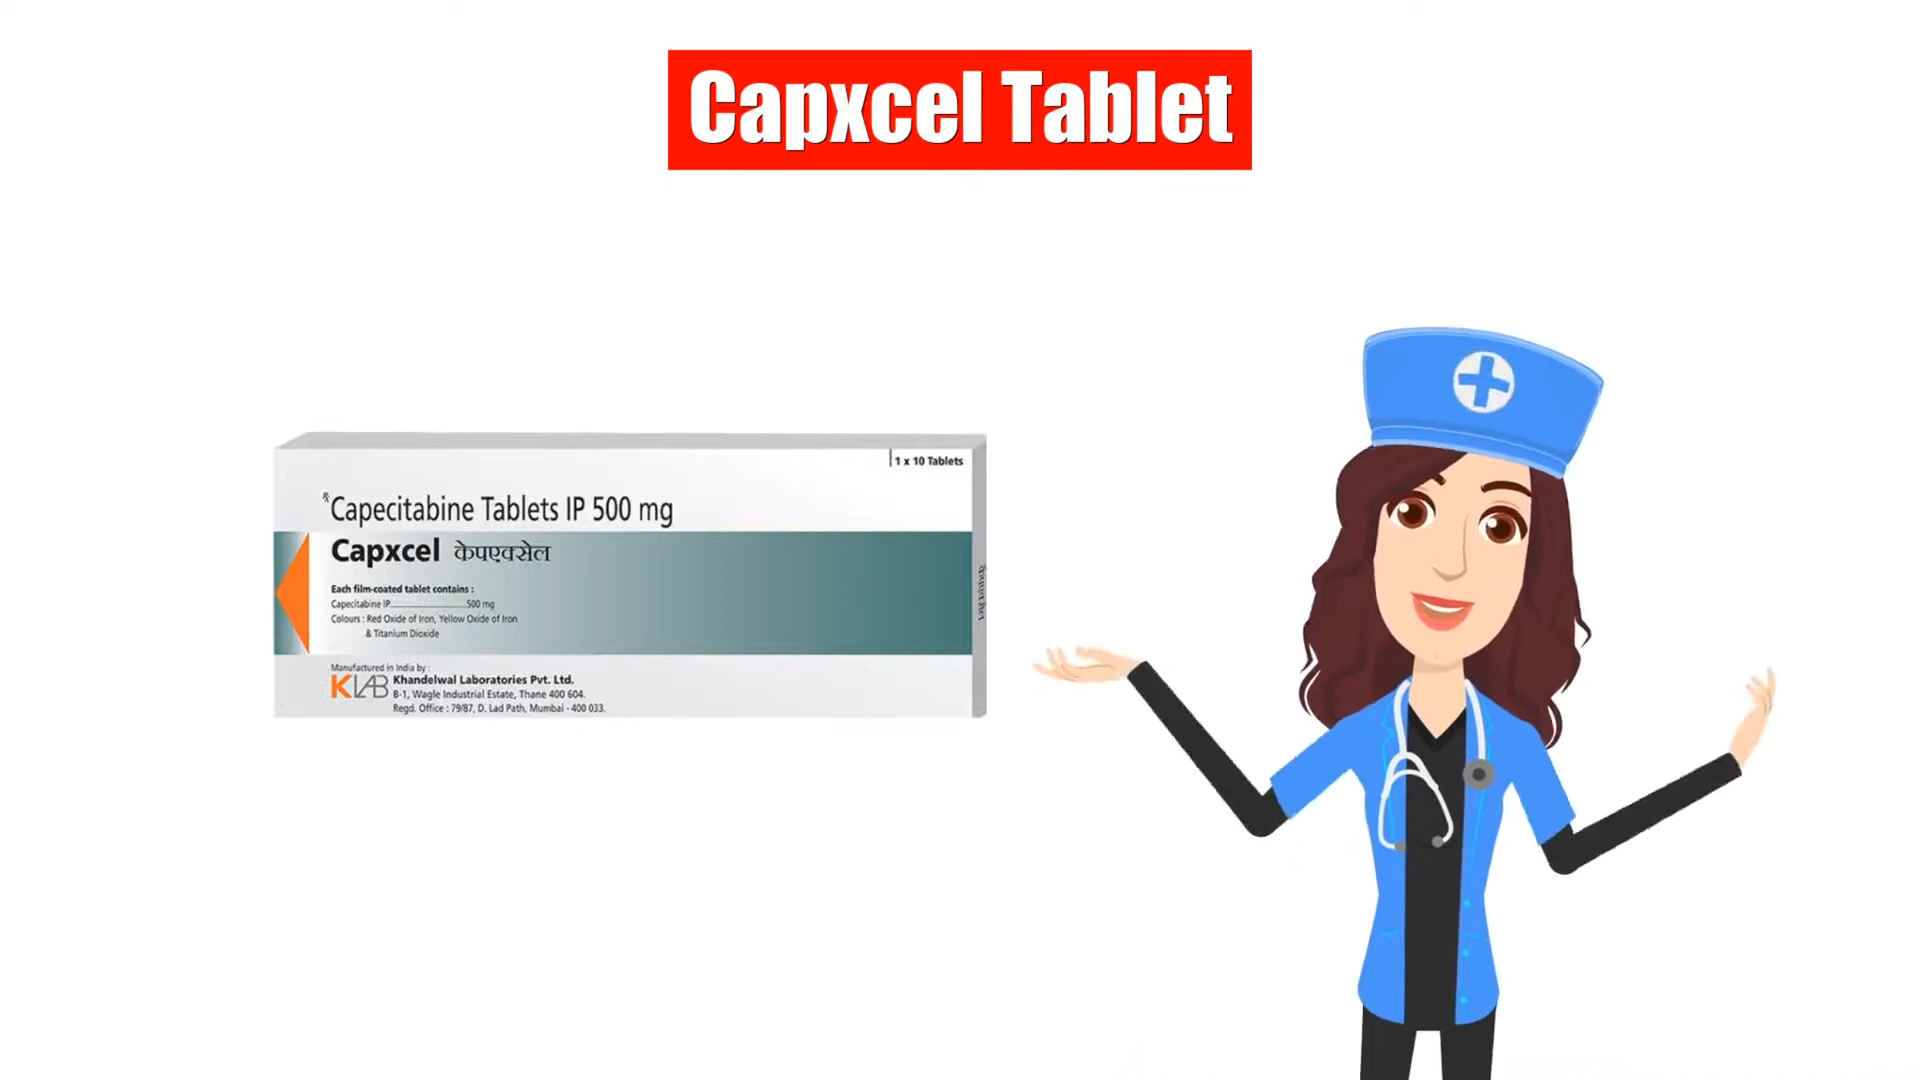 Capxcel Tablet
1 x 10 Tablets
℞ Capecitabine Tablets IP 500 mg
Capxcel केपएक्सेल
Each film-coated tablet contains :
Capecitabine IP 500 mg
Colours : Red Oxide of Iron, Yellow Oxide of Iron
& Titanium Dioxide
Manufactured in India by :
KLAB Khandelwal Laboratories Pvt. Ltd.
B-1, Wagle Industrial Estate, Thane 400 604.
Regd. Office : 79/87, D. Lad Path, Mumbai - 400 033.